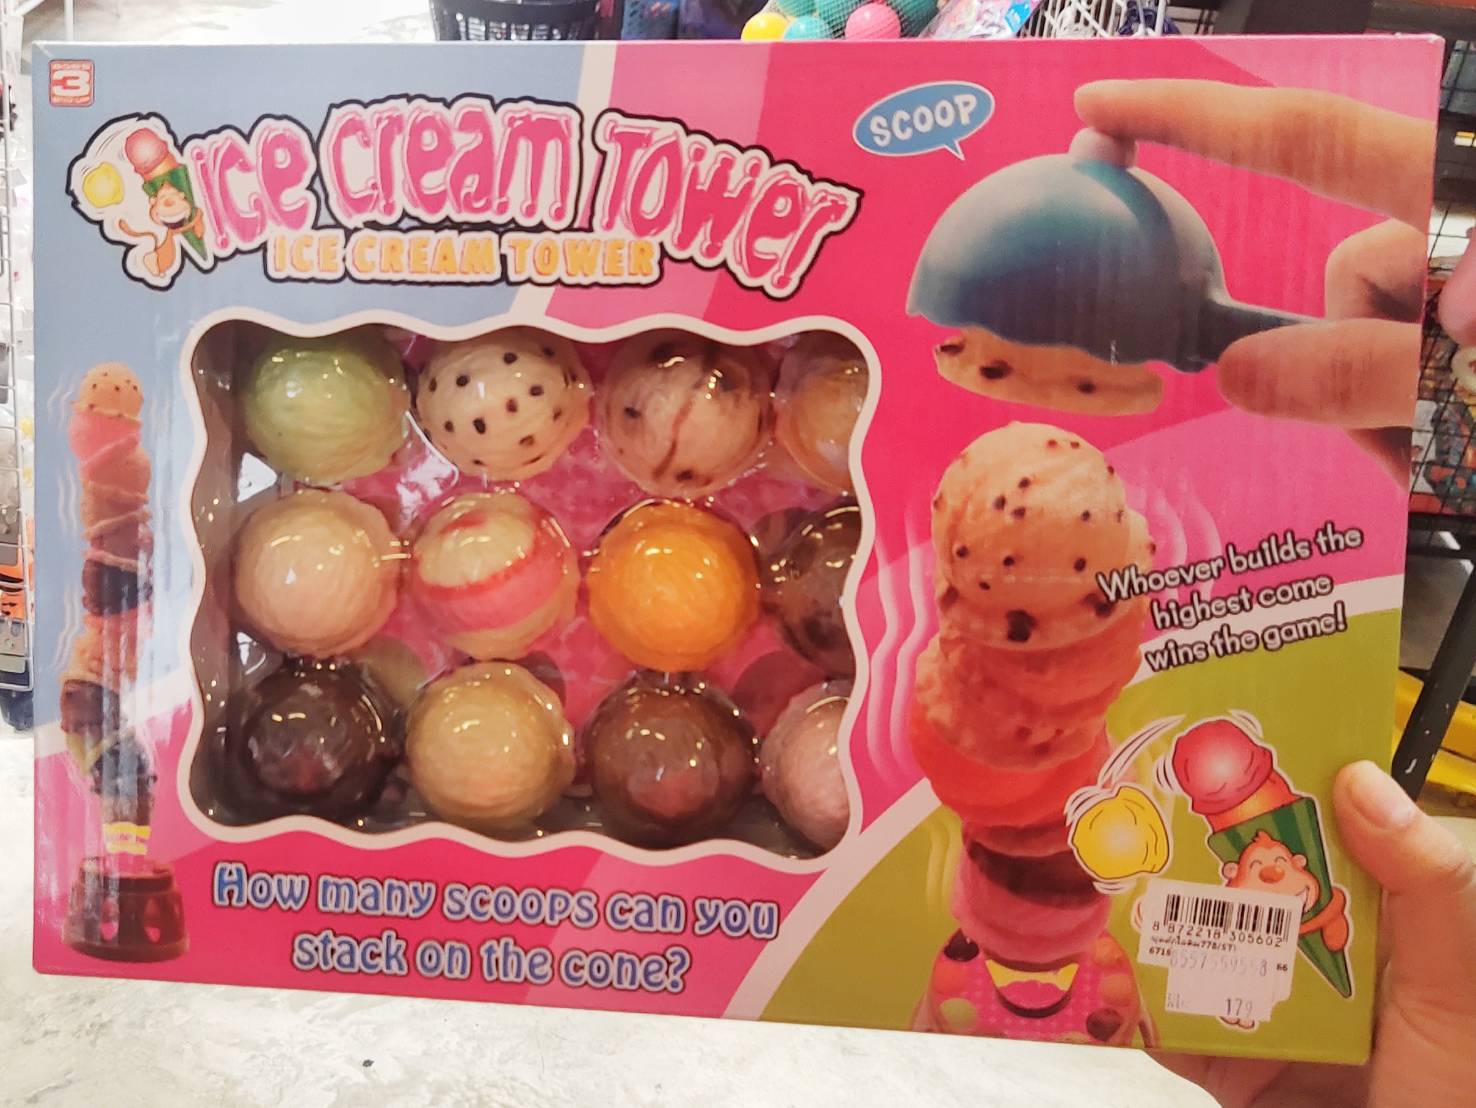 3
ice cream Tower
ICE CREAM TOWER
SCOOP
Whoever builds the
highest come
wins the game!
How many scoops can you
stack on the cone?
8 872218 305602
179